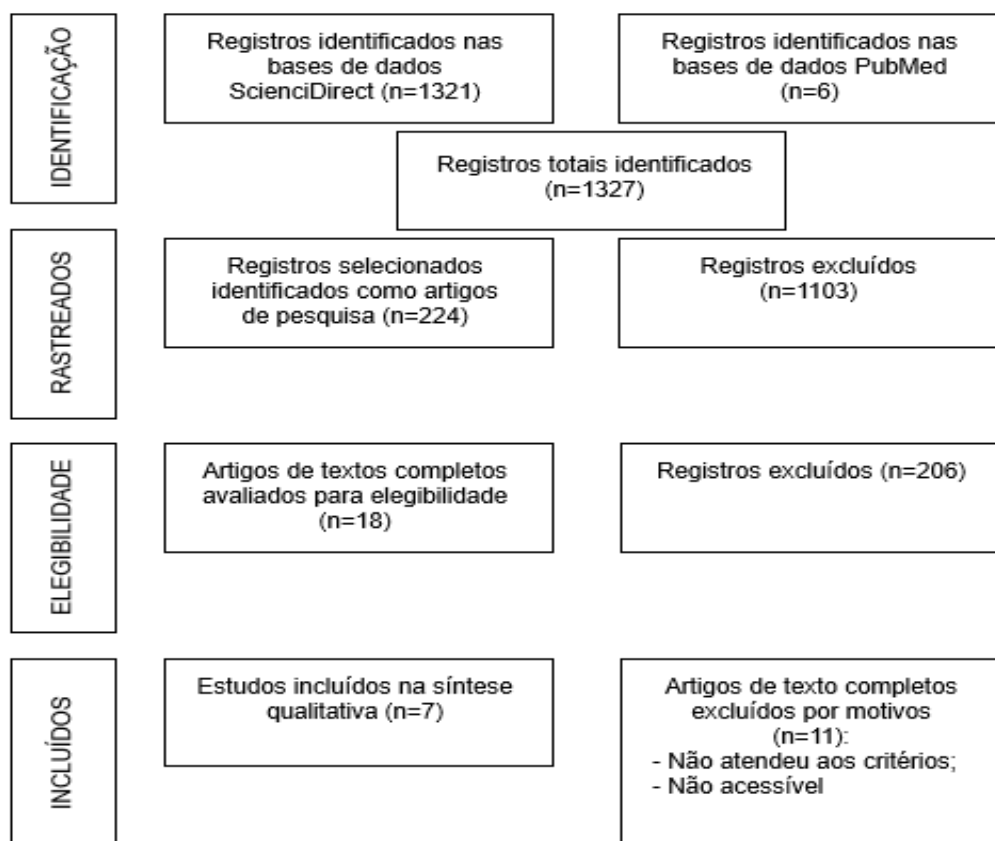 IDENTIFICAÇÃO
Registros identificados nas
bases de dados
ScienciDirect (n=1321)
Registros identificados nas
bases de dados PubMed
(n=6)
Registros totais identificados
(n=1327)
RASTREADOS
Registros selecionados
identificados como artigos
de pesquisa (n=224)
Registros excluídos
(n=1103)
ELEGIBILIDADE
Artigos de textos completos
avaliados para elegibilidade
(n=18)
Registros excluídos (n=206)
INCLUÍDOS
Estudos incluídos na síntese
qualitativa (n=7)
Artigos de texto completos
excluídos por motivos
(n=11):
- Não atendeu aos critérios;
- Não acessível